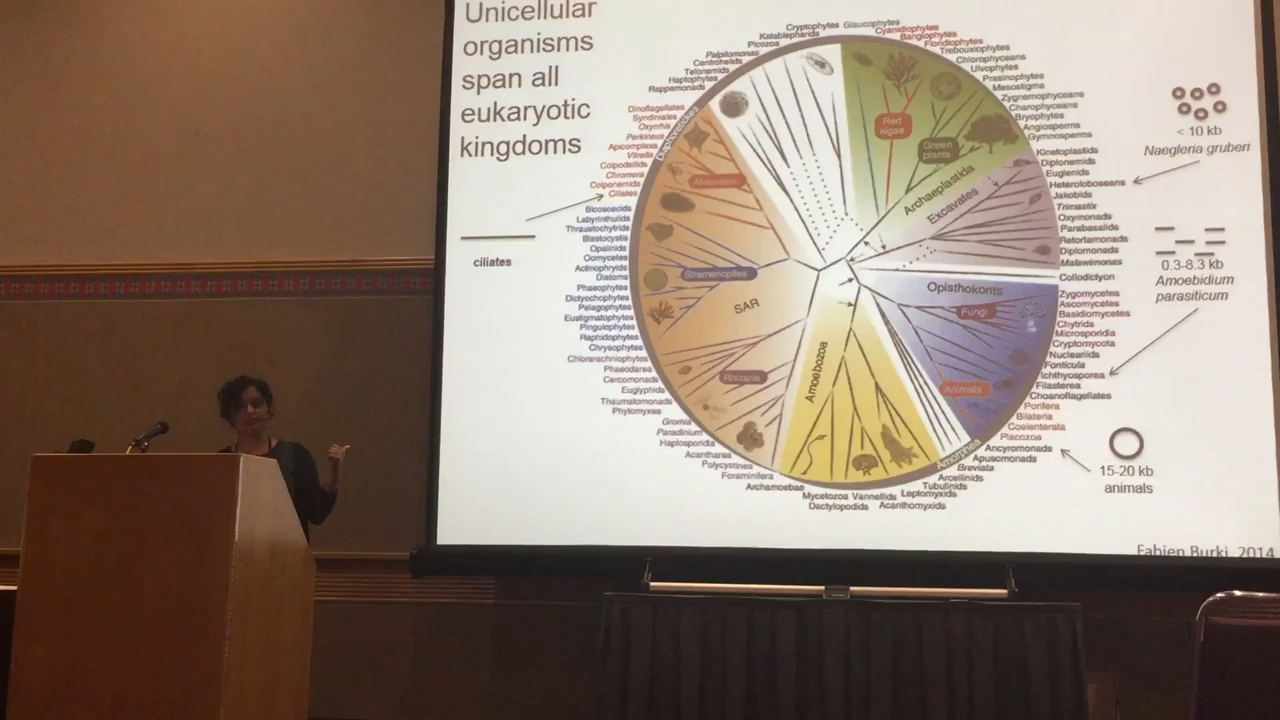 Unicellular
organisms
span all
eukaryotic
kingdoms
Cryptophytes
Katablepharids
Picozoa
Palpitomonas
Centrohelids
Telonemids
Haptophytes
Rappemonads
Dinoflagellates
Syndiniales
Oxyrrhis
Perkinsus
Apicomplexa
Vitrella
Colpodellids
Chromera
Colponemids
Ciliates
Bicosoecids
Labyrinthulids
Thraustochytrids
Blastocystis
Opalinids
Oomycetes
Actinophryids
Diatoms
Phaeophytes
Dictyochophytes
Pelagophytes
Eustigmatophytes
Pinguiophytes
Raphidophytes
Chrysophytes
Chlorarachniophytes
Phaeodarea
Cercomonads
Euglyphids
Thaumatomonads
Phytomyxea
Gromia
Paradinium
Haplosporidia
Acantharea
Polycystines
Foraminifera
Archamoebae
Mycetozoa Vannellids
Dactylopodids
Acanthomyxids
Leptomyxids
Tubulinids
Arcellinids
Breviata
Apusomonads
Ancyromonads
Placozoa
Coelenterata
Bilateria
Porifera
Choanoflagellates
Filasterea
Ichthyosporea
Fonticula
Nucleariids
Cryptomycota
Microsporidia
Chytrids
Basidiomycetes
Ascomycetes
Zygomycetes
Collodictyon
Malawimonas
Diplomonads
Retortamonads
Parabasalids
Oxymonads
Trimastix
Jakobids
Heteroloboseans
Euglenids
Diplonemids
Kinetoplastids
Gymnosperms
Angiosperms
Bryophytes
Charophyceans
Zygnemophyceans
Mesostigma
Prasinophytes
Ulvophytes
Chlorophyceans
Trebouxiophytes
Floridiophytes
Bangiophytes
Cyanidiophytes
Glaucophytes
Diaphoretickes
Alveolates
Stramenopiles
SAR
Rhizaria
Amoebozoa
Amorphea
Animals
Fungi
Opisthokonts
Excavates
Archaeplastida
Green
plants
Red
algae
ciliates
< 10 kb
Naegleria gruberi
0.3-8.3 kb
Amoebidium
parasiticum
15-20 kb
animals
Fabien Burki, 2014